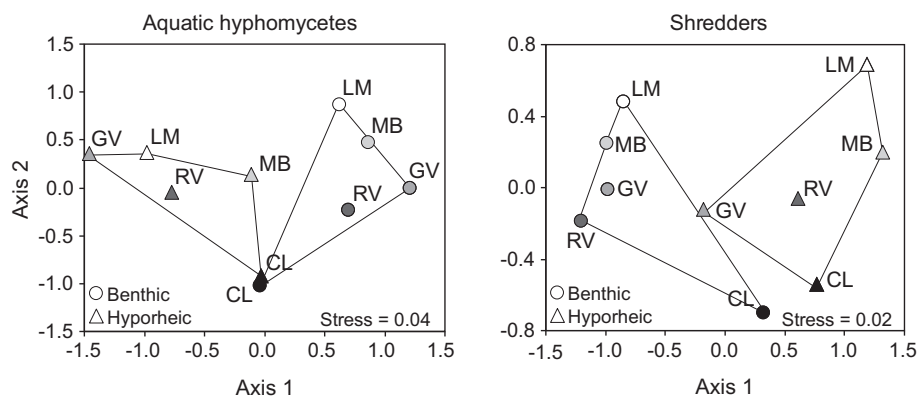 Aquatic hyphomycetes
Shredders
Axis 2
1.5
1.0
0.5
0.0
-0.5
-1.0
-1.5
LM
MB
GV
LM
GV
MB
RV
RV
CL
CL
Benthic
Hyporheic
Stress = 0.04
-1.5 -1.0 -0.5 0.0 0.5 1.0 1.5
Axis 1
0.8
0.4
0.0
-0.4
-0.8
LM
LM
MB
MB
GV
RV
GV
RV
CL
CL
Benthic
Hyporheic
Stress = 0.02
-1.5 -1.0 -0.5 0.0 0.5 1.0 1.5
Axis 1